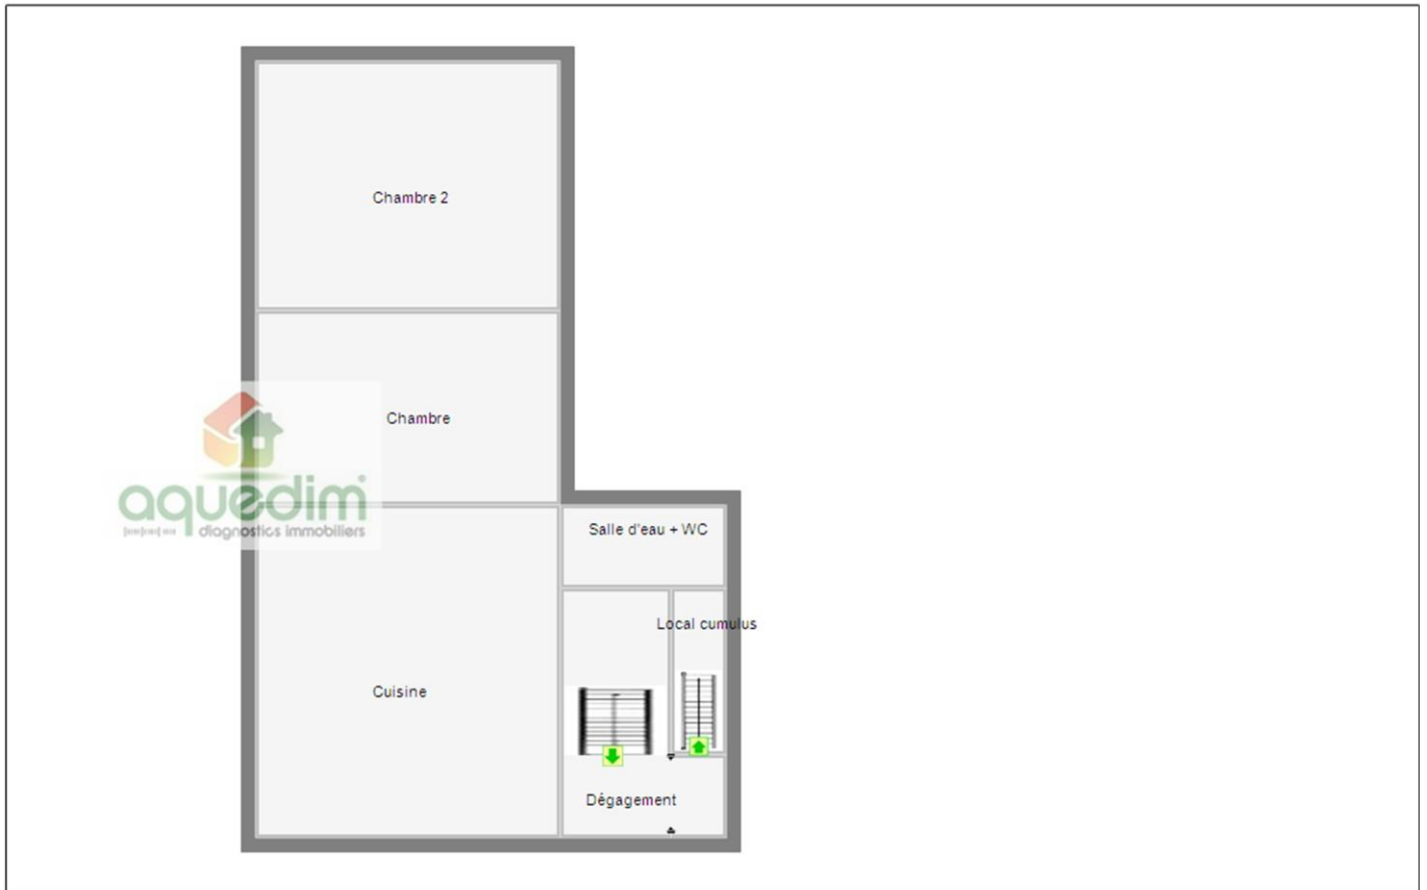 Chambre 2
Chambre
aquedim
diagnostics immobiliers
Salle d'eau + WC
Local cumulus
Cuisine
Dégagement